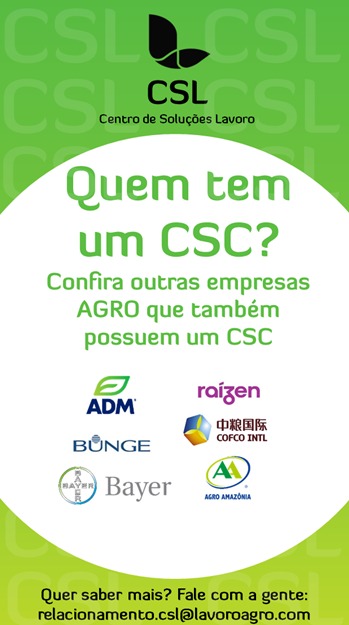 CSL
Centro de Soluções Lavoro
Quem tem
um CSC?
Confira outras empresas
AGRO que também
possuem um CSC
ADM
raízen
BUNGE
中粮国际
COFCO INTL
BAYER
BAYER
Bayer
AA
AGRO AMAZÔNIA
Quer saber mais? Fale com a gente:
relacionamento.csl@lavoroagro.com